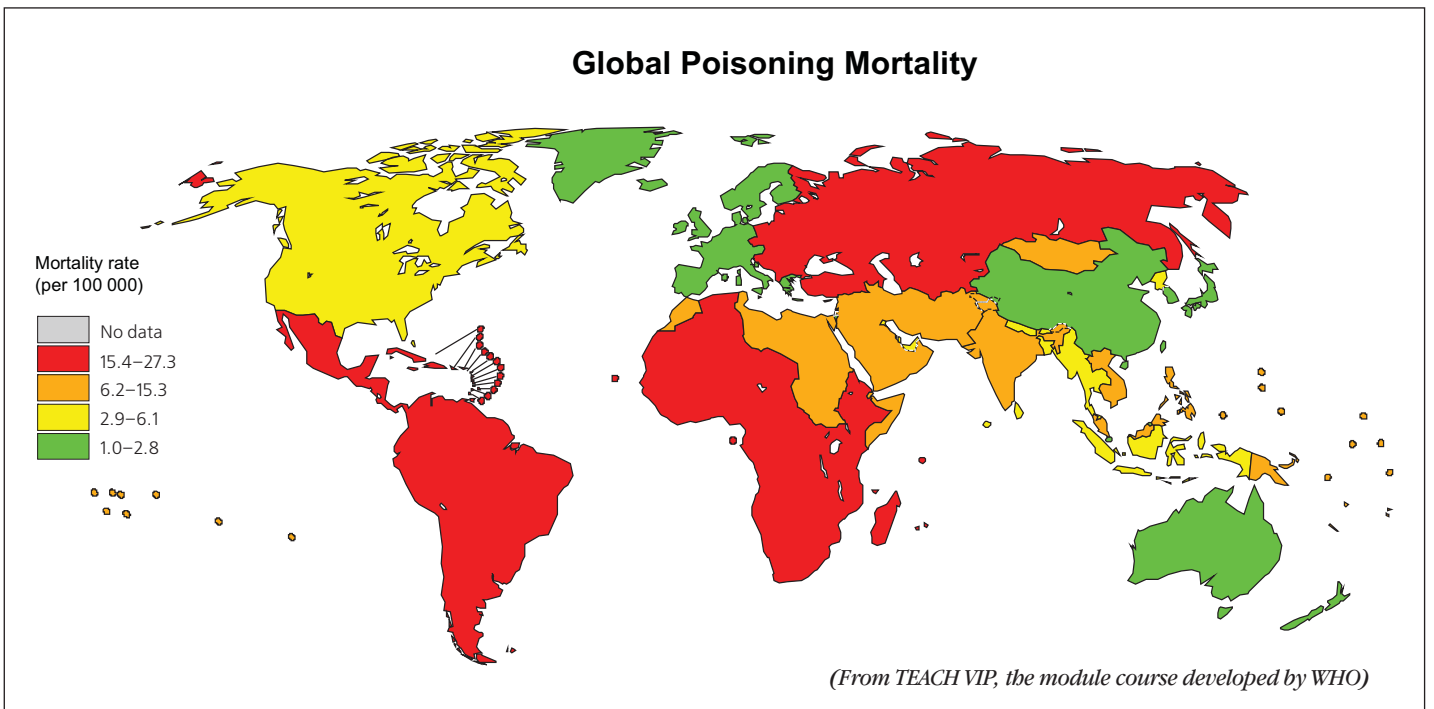 Global Poisoning Mortality
Mortality rate
(per 100 000)
No data
15.4–27.3
6.2–15.3
2.9–6.1
1.0–2.8
(From TEACH VIP, the module course developed by WHO)